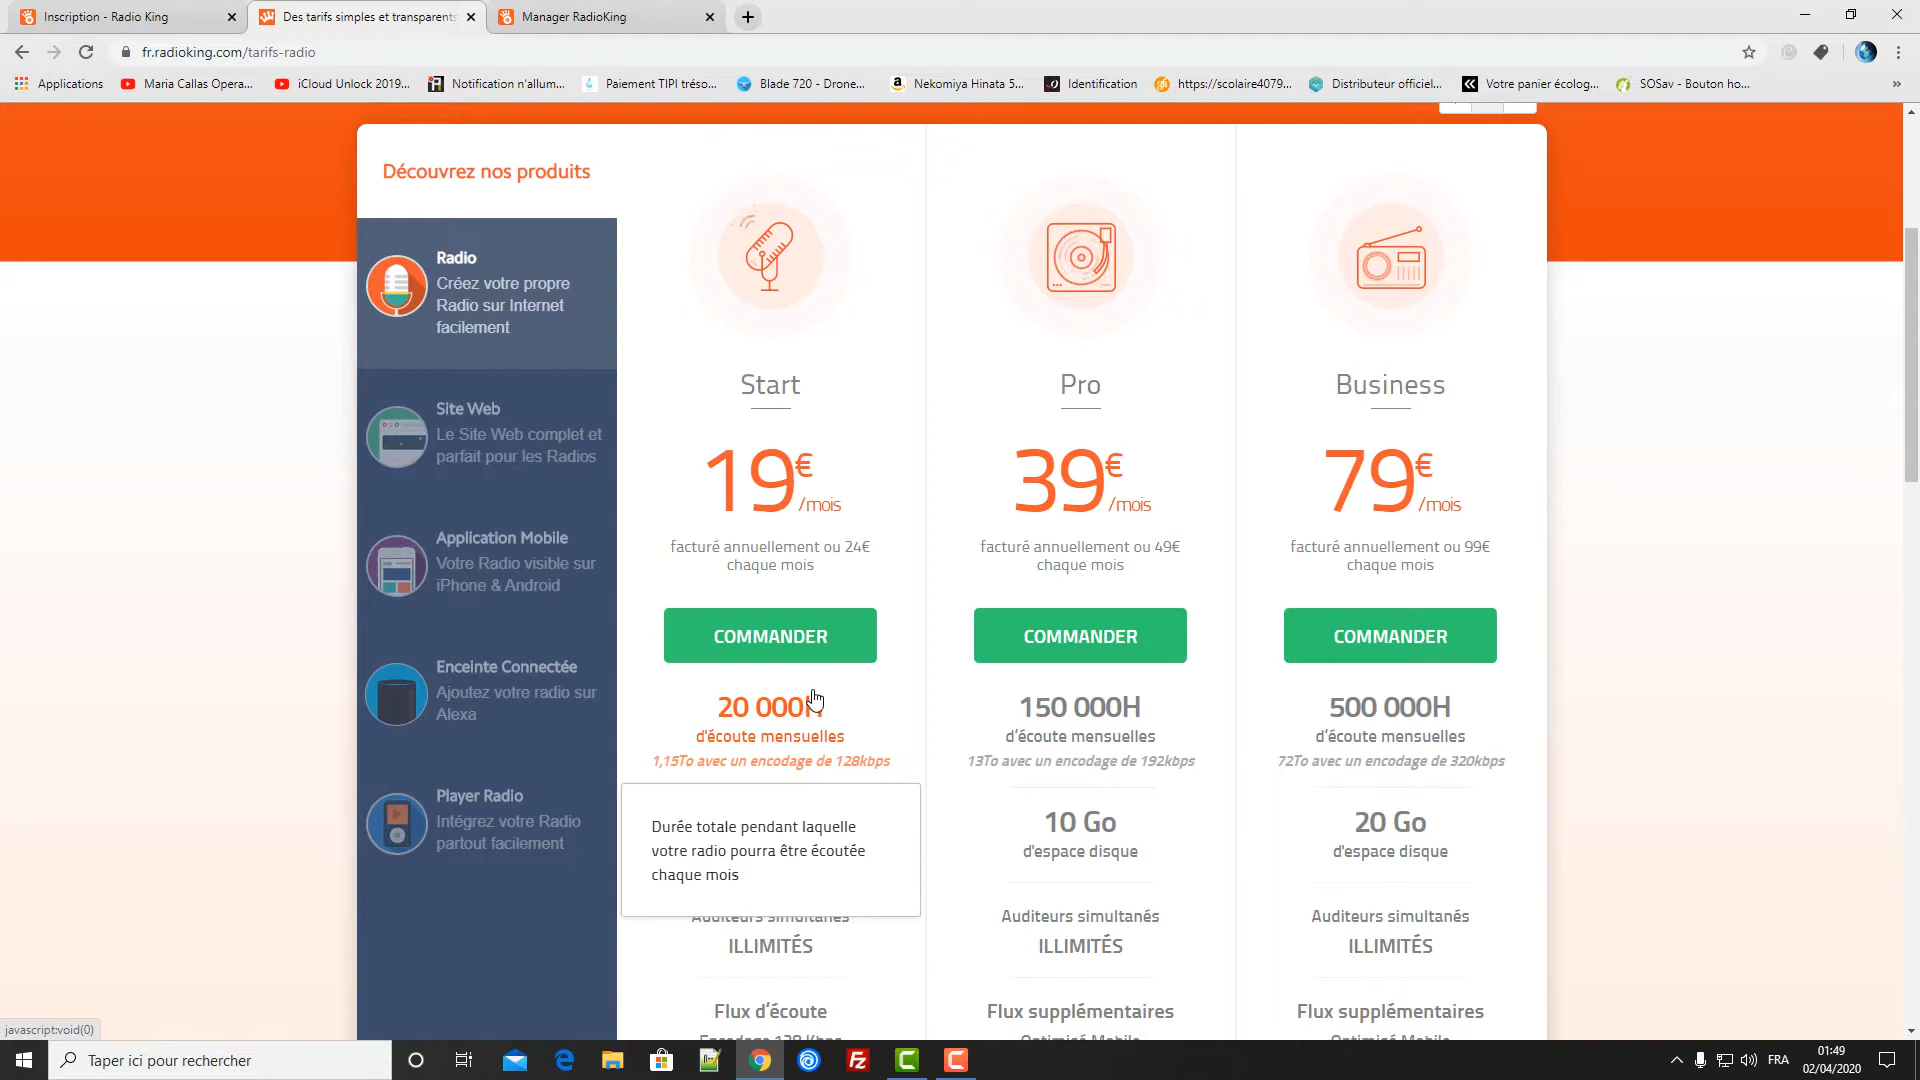 Inscription - Radio King
Des tarifs simples et transparents
Manager RadioKing
fr.radioking.com/tarifs-radio
Applications
Maria Callas Opera...
iCloud Unlock 2019...
Notification n'allum...
Paiement TIPI tréso...
Blade 720 - Drone...
Nekomiya Hinata 5...
Identification
https://scolaire4079...
Distributeur officiel...
Votre panier écolog...
SOSav - Bouton ho...
Découvrez nos produits
Radio
Créez votre propre
Radio sur Internet
facilement
Site Web
Le Site Web complet et
parfait pour les Radios
Application Mobile
Votre Radio visible sur
iPhone & Android
Enceinte Connectée
Ajoutez votre radio sur
Alexa
Player Radio
Intégrez votre Radio
partout facilement
Start
19€
/mois
facturé annuellement ou 24€
chaque mois
COMMANDER
20 000H
d'écoute mensuelles
1,15To avec un encodage de 128kbps
Durée totale pendant laquelle
votre radio pourra être écoutée
chaque mois
Auditeurs simultanés
ILLIMITÉS
Flux d'écoute
Encodage 128 Kbps
Pro
39€
/mois
facturé annuellement ou 49€
chaque mois
COMMANDER
150 000H
d'écoute mensuelles
13To avec un encodage de 192kbps
10 Go
d'espace disque
Auditeurs simultanés
ILLIMITÉS
Flux supplémentaires
Optimisé Mobile
Business
79€
/mois
facturé annuellement ou 99€
chaque mois
COMMANDER
500 000H
d'écoute mensuelles
72To avec un encodage de 320kbps
20 Go
d'espace disque
Auditeurs simultanés
ILLIMITÉS
Flux supplémentaires
Optimisé Mobile
javascript:void(0)
Taper ici pour rechercher
FRA
01:49
02/04/2020